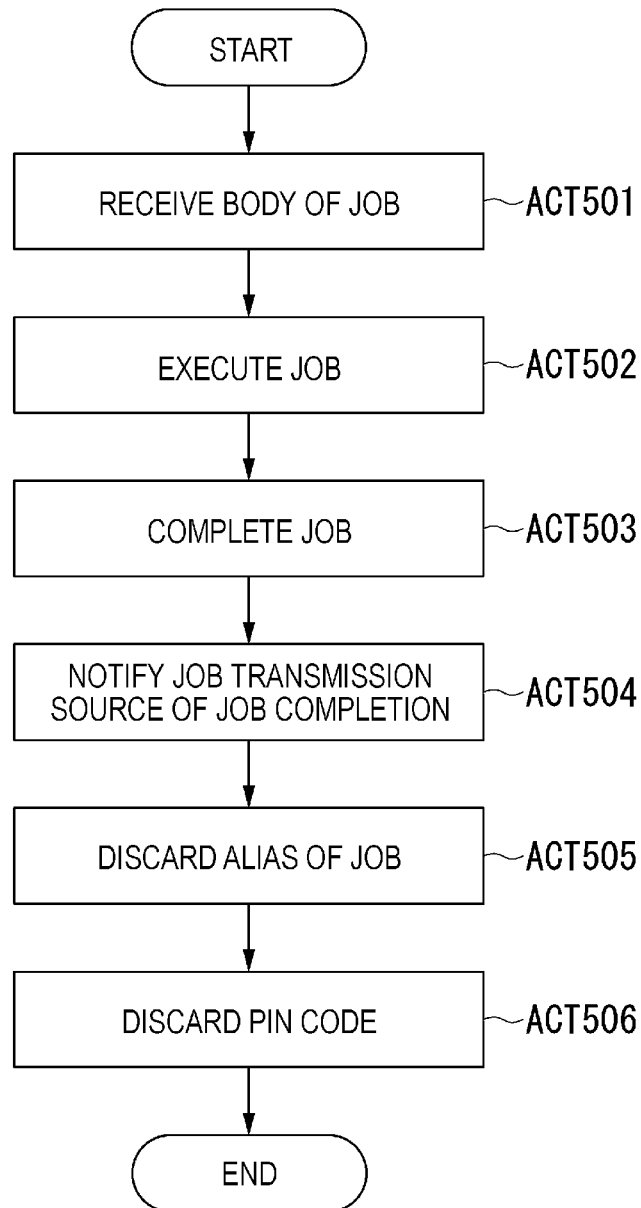 START
RECEIVE BODY OF JOB
ACT501
EXECUTE JOB
ACT502
COMPLETE JOB
ACT503
NOTIFY JOB TRANSMISSION
SOURCE OF JOB COMPLETION
ACT504
DISCARD ALIAS OF JOB
ACT505
DISCARD PIN CODE
ACT506
END